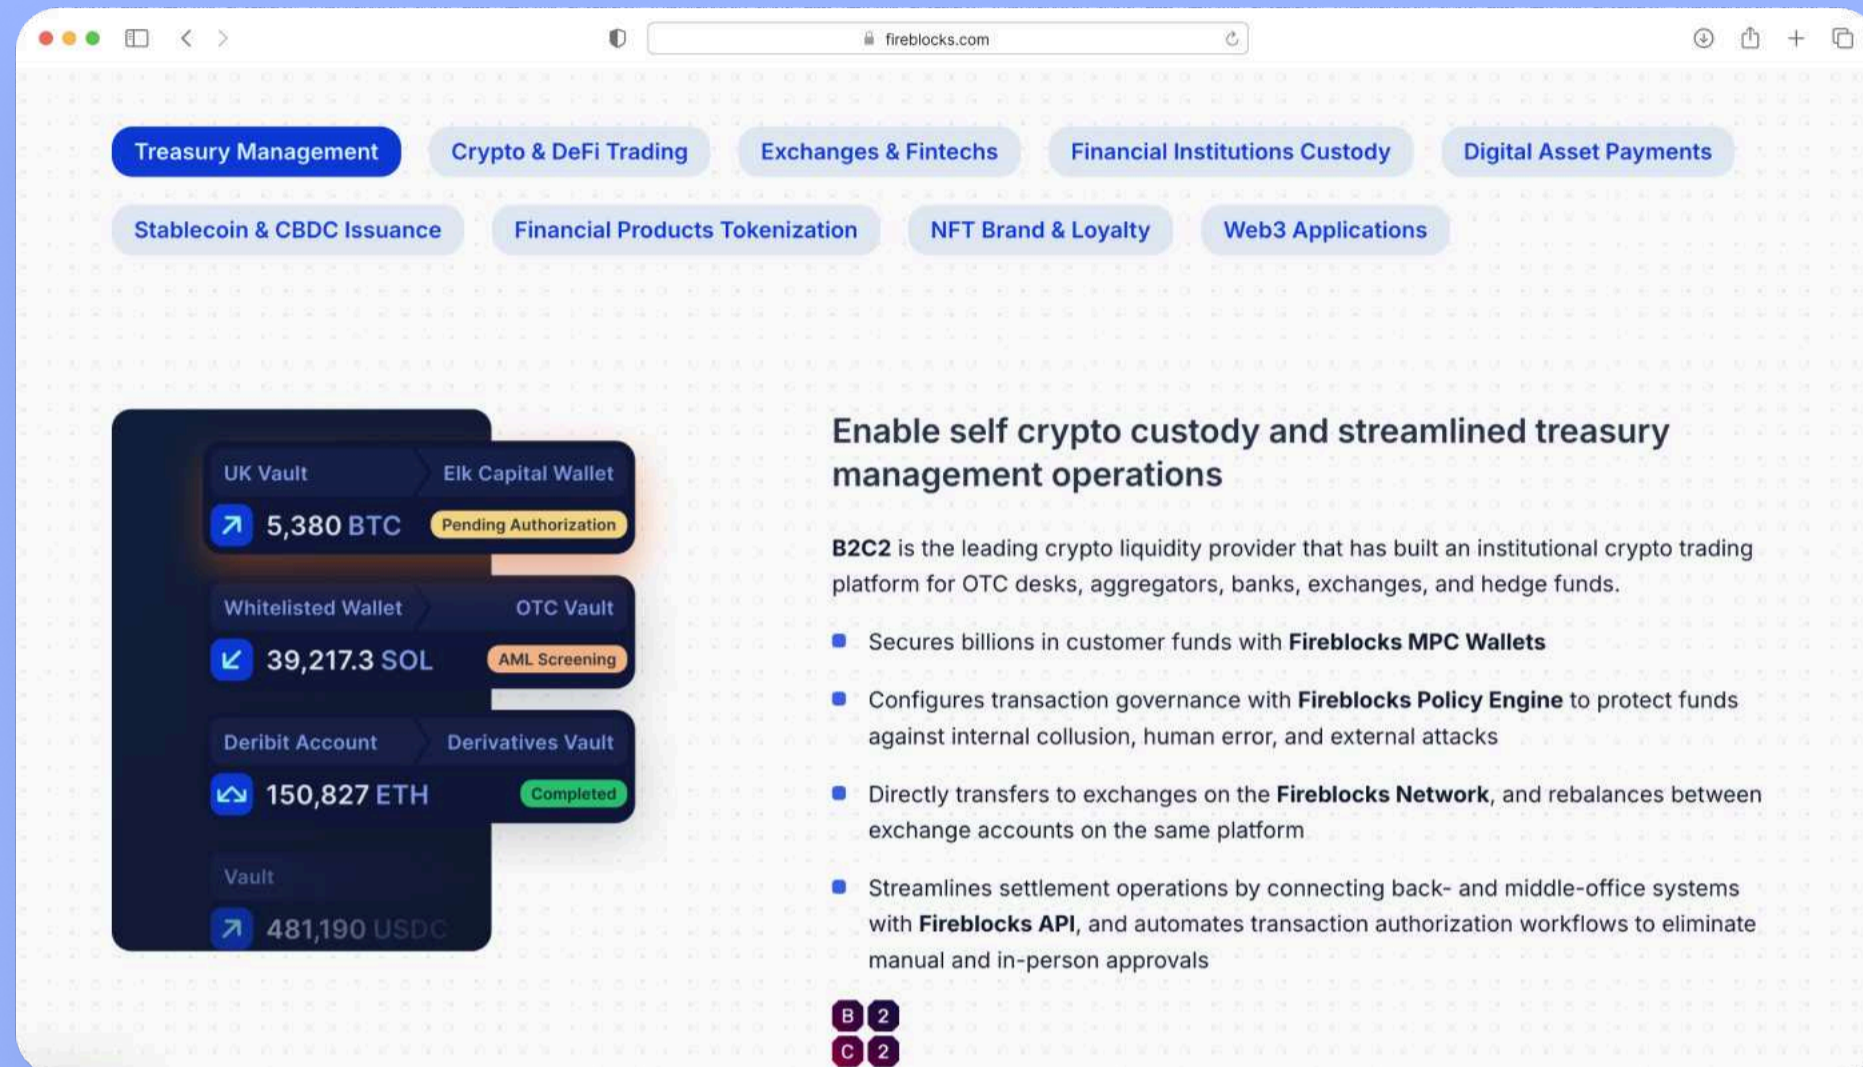 fireblocks.com
Treasury Management
Crypto & DeFi Trading
Exchanges & Fintechs
Financial Institutions Custody
Digital Asset Payments
Stablecoin & CBDC Issuance
Financial Products Tokenization
NFT Brand & Loyalty
Web3 Applications
UK Vault
Elk Capital Wallet
5,380 BTC
Pending Authorization
Whitelisted Wallet
OTC Vault
39,217.3 SOL
AML Screening
Deribit Account
Derivatives Vault
150,827 ETH
Completed
Vault
481,190 USDC
Enable self crypto custody and streamlined treasury
management operations
B2C2 is the leading crypto liquidity provider that has built an institutional crypto trading
platform for OTC desks, aggregators, banks, exchanges, and hedge funds.
Secures billions in customer funds with Fireblocks MPC Wallets
Configures transaction governance with Fireblocks Policy Engine to protect funds
against internal collusion, human error, and external attacks
Directly transfers to exchanges on the Fireblocks Network, and rebalances between
exchange accounts on the same platform
Streamlines settlement operations by connecting back- and middle-office systems
with Fireblocks API, and automates transaction authorization workflows to eliminate
manual and in-person approvals
B 2
C 2